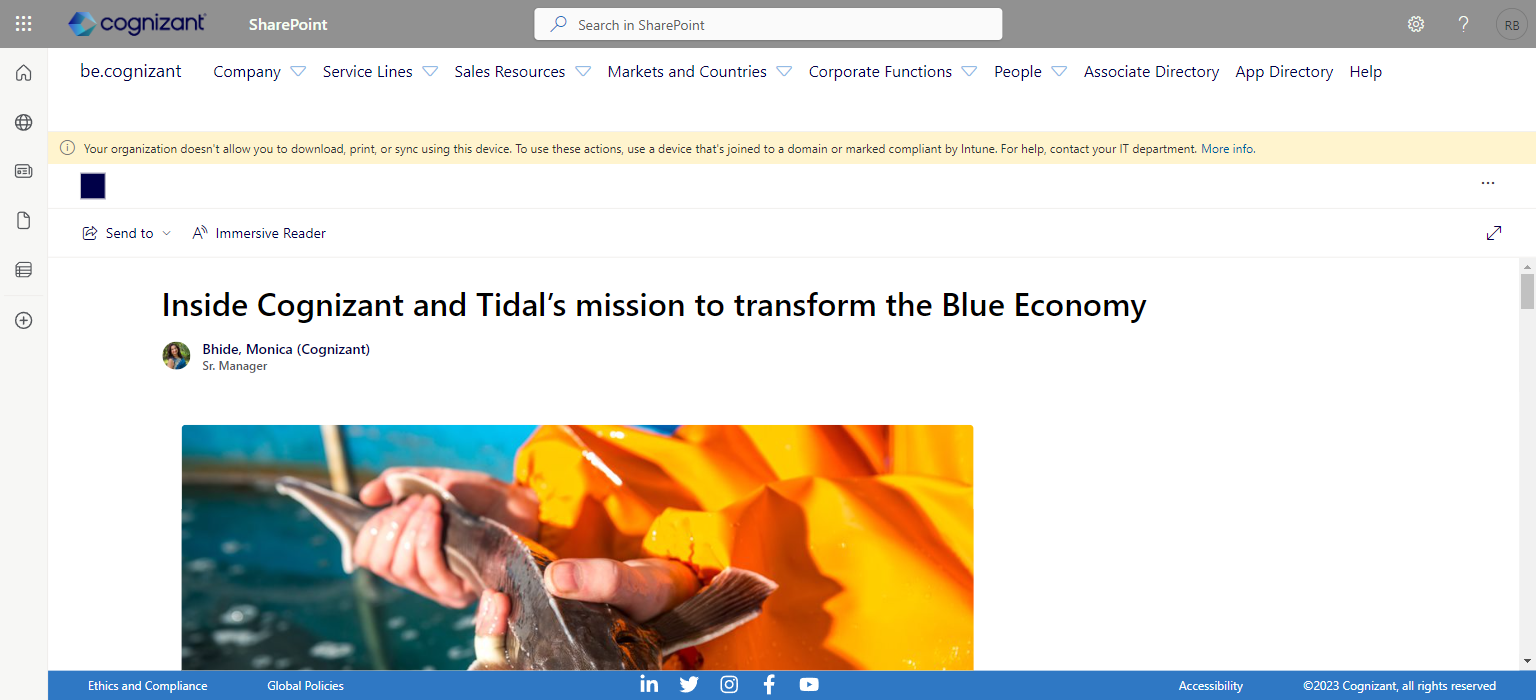 cognizant
SharePoint
Search in SharePoint
?
RB
be.cognizant
Company
Service Lines
Sales Resources
Markets and Countries
Corporate Functions
People
Associate Directory
App Directory
Help
Your organization doesn't allow you to download, print, or sync using this device. To use these actions, use a device that's joined to a domain or marked compliant by Intune. For help, contact your IT department. More info.
...
Send to
Immersive Reader
Inside Cognizant and Tidal’s mission to transform the Blue Economy
Bhide, Monica (Cognizant)
Sr. Manager
Ethics and Compliance
Global Policies
Accessibility
©2023 Cognizant, all rights reserved